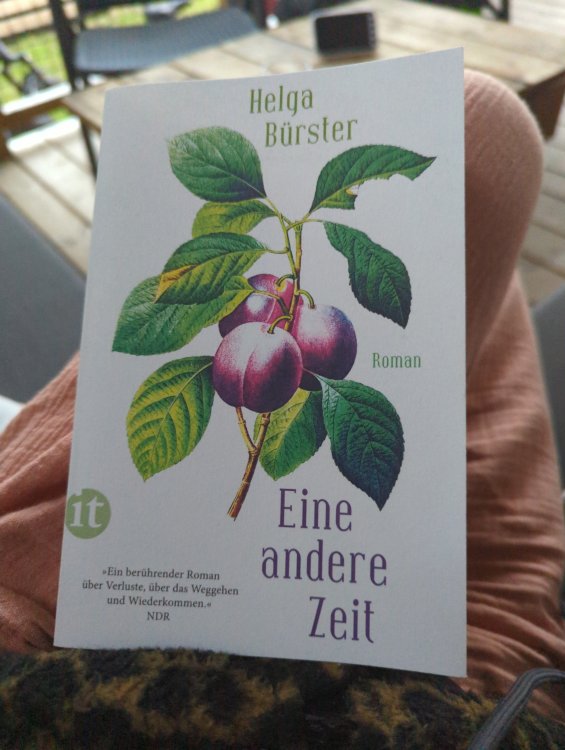 Helga
Bürster
Roman
Eine
andere
Zeit
it
»Ein berührender Roman
über Verluste, über das Weggehen
und Wiederkommen.«
NDR